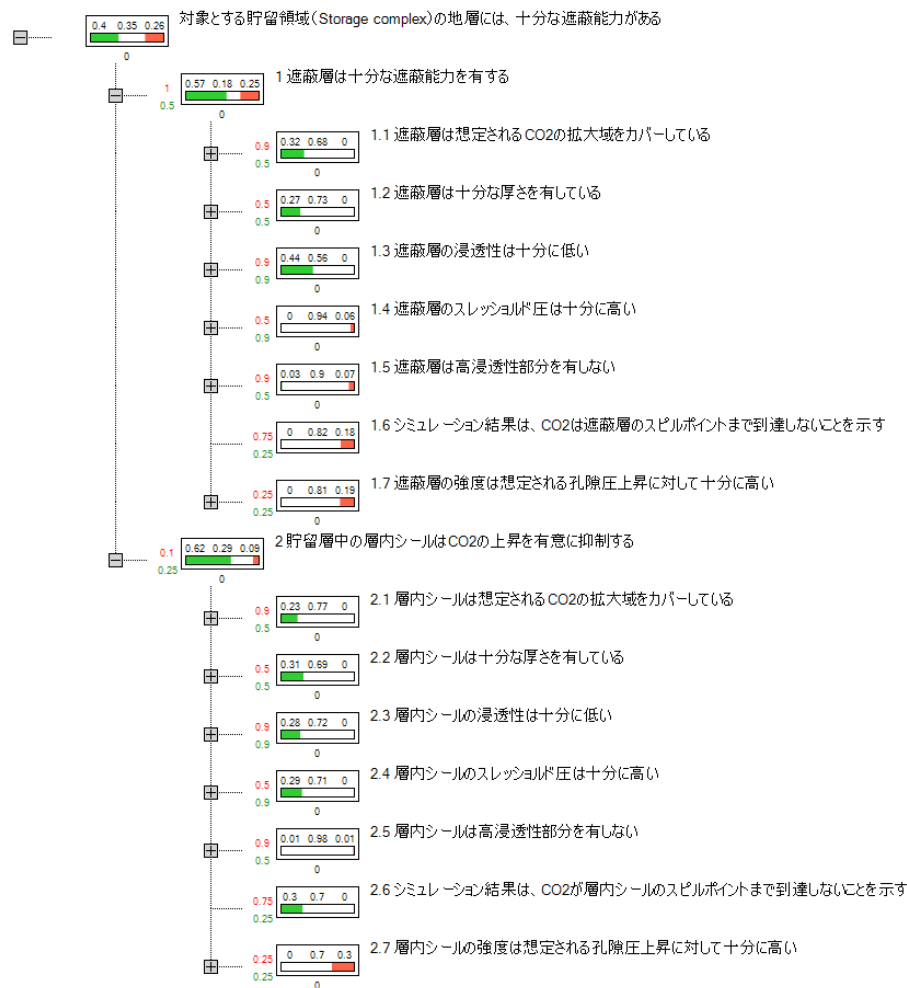 対象とする貯留領域(Storage complex)の地層には、十分な遮蔽能力がある
0.4 0.35 0.26
0
1 遮蔽層は十分な遮蔽能力を有する
1 0.57 0.18 0.25
0.5
0
1.1 遮蔽層は想定されるCO2の拡大域をカバーしている
0.9 0.32 0.68 0
0.5
0
1.2 遮蔽層は十分な厚さを有している
0.5 0.27 0.73 0
0.5
0
1.3 遮蔽層の浸透性は十分に低い
0.9 0.44 0.56 0
0.9
0
1.4 遮蔽層のスレッショルド圧は十分に高い
0.5 0 0.94 0.06
0.9
0
1.5 遮蔽層は高浸透性部分を有しない
0.9 0.03 0.9 0.07
0.5
0
1.6 シミュレーション結果は、CO2は遮蔽層のスピルポイントまで到達しないことを示す
0.75 0 0.82 0.18
0.25
1.7 遮蔽層の強度は想定される孔隙圧上昇に対して十分に高い
0.25 0 0.81 0.19
0.25
0
2 貯留層中の層内シールはCO2の上昇を有意に抑制する
0.1 0.62 0.29 0.09
0.25
0
2.1 層内シールは想定されるCO2の拡大域をカバーしている
0.9 0.23 0.77 0
0.5
0
2.2 層内シールは十分な厚さを有している
0.5 0.31 0.69 0
0.5
0
2.3 層内シールの浸透性は十分に低い
0.9 0.28 0.72 0
0.9
0
2.4 層内シールのスレッショルド圧は十分に高い
0.5 0.29 0.71 0
0.9
0
2.5 層内シールは高浸透性部分を有しない
0.9 0.01 0.98 0.01
0.5
0
2.6 シミュレーション結果は、CO2が層内シールのスピルポイントまで到達しないことを示す
0.75 0.3 0.7 0
0.25
0
2.7 層内シールの強度は想定される孔隙圧上昇に対して十分に高い
0.25 0 0.7 0.3
0.25
0